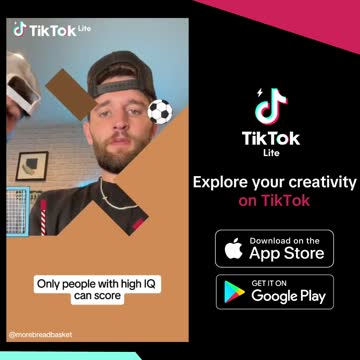 TikTok Lite
Only people with high IQ
can score
@morebreadbasket
TikTok
Lite
Explore your creativity
on TikTok
Download on the
App Store
GET IT ON
Google Play